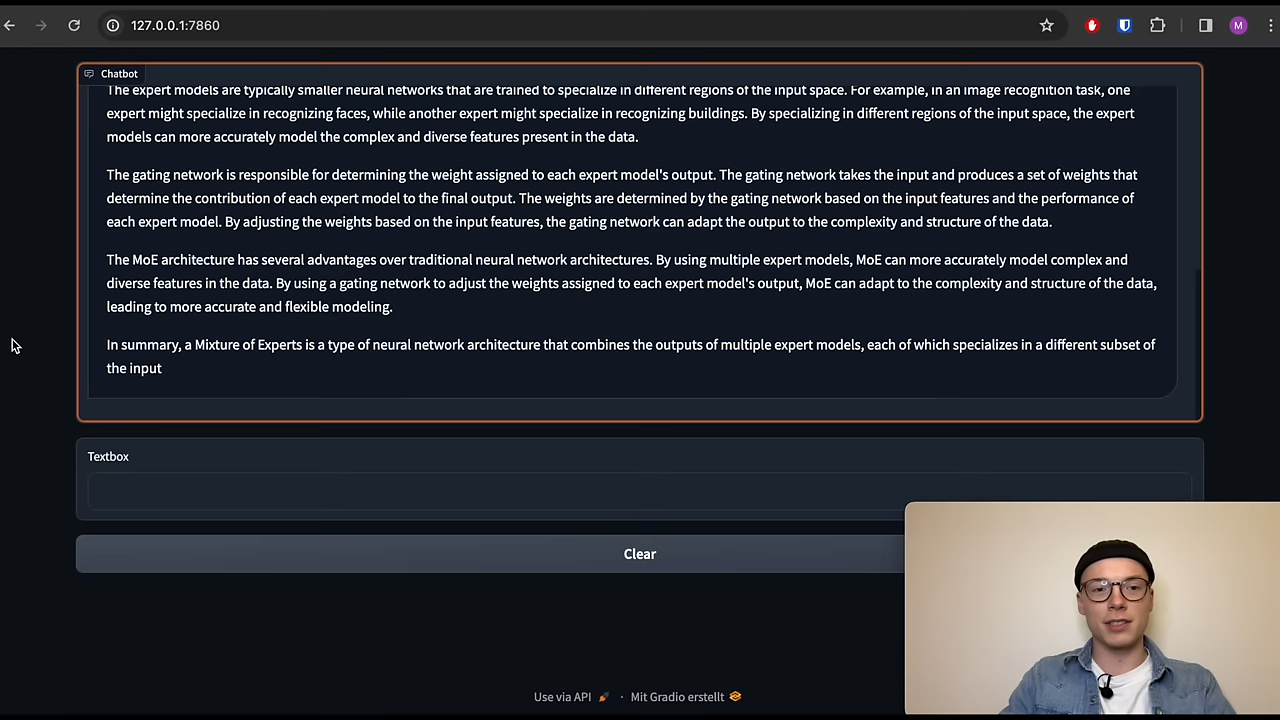 127.0.0.1:7860
M
Chatbot
The expert models are typically smaller neural networks that are trained to specialize in different regions of the input space. For example, in an image recognition task, one
expert might specialize in recognizing faces, while another expert might specialize in recognizing buildings. By specializing in different regions of the input space, the expert
models can more accurately model the complex and diverse features present in the data.
The gating network is responsible for determining the weight assigned to each expert model's output. The gating network takes the input and produces a set of weights that
determine the contribution of each expert model to the final output. The weights are determined by the gating network based on the input features and the performance of
each expert model. By adjusting the weights based on the input features, the gating network can adapt the output to the complexity and structure of the data.
The MoE architecture has several advantages over traditional neural network architectures. By using multiple expert models, MoE can more accurately model complex and
diverse features in the data. By using a gating network to adjust the weights assigned to each expert model's output, MoE can adapt to the complexity and structure of the data,
leading to more accurate and flexible modeling.
In summary, a Mixture of Experts is a type of neural network architecture that combines the outputs of multiple expert models, each of which specializes in a different subset of
the input
Textbox
Clear
Use via API · Mit Gradio erstellt